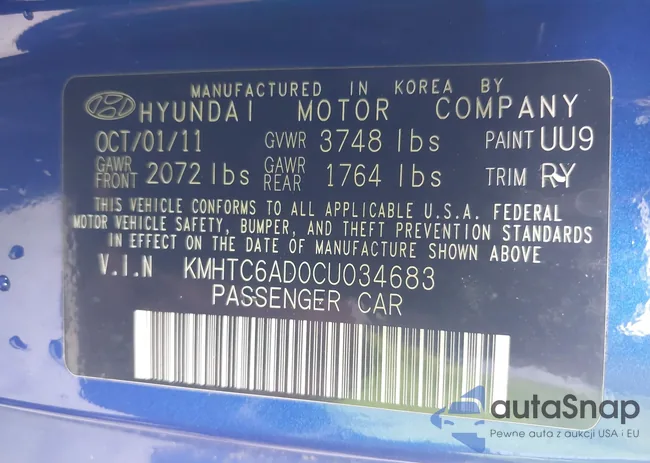 MANUFACTURED IN KOREA BY
HYUNDAI MOTOR COMPANY
OCT/01/11 GVWR 3748 lbs PAINT UU9
GAWR FRONT 2072 lbs GAWR REAR 1764 lbs TRIM RY
THIS VEHICLE CONFORMS TO ALL APPLICABLE U.S.A. FEDERAL
MOTOR VEHICLE SAFETY, BUMPER, AND THEFT PREVENTION STANDARDS
IN EFFECT ON THE DATE OF MANUFACTURE SHOWN ABOVE
V.I.N KMHTC6AD0CU034683
PASSENGER CAR
autaSnap
Pewne auta z aukcji USA i EU